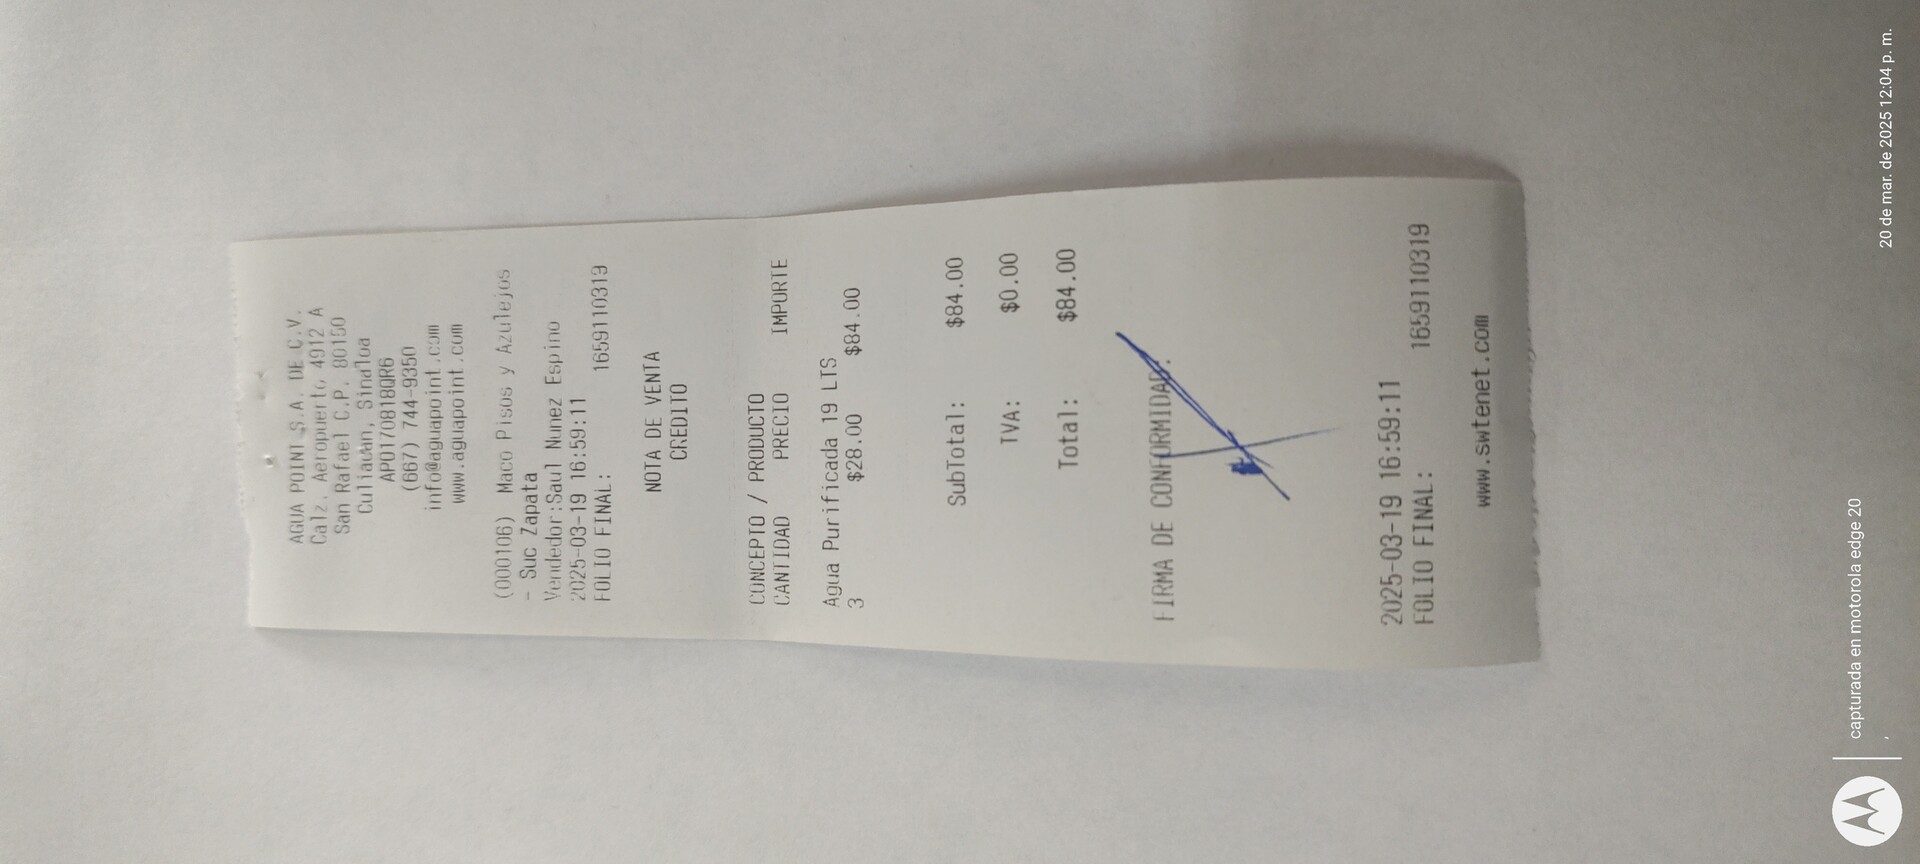 AGUA POINT S.A. DE C.V.
Calz. Aeropuerto 4912 A
San Rafael C.P. 80150
Culiacan, Sinaloa
APO170818QR6
(667) 744-9350
info@aguapoint.com
www.aguapoint.com
(000106) Maco Pisos y Azulejos
- Suc Zapata
Vendedor:Saul Nunez Espino
2025-03-19 16:59:11
FOLIO FINAL: 1659110319
NOTA DE VENTA
CREDITO
CONCEPTO / PRODUCTO
CANTIDAD PRECIO IMPORTE
Agua Purificada 19 LTS
3 $28.00 $84.00
SubTotal: $84.00
IVA: $0.00
Total: $84.00
FIRMA DE CONFORMIDAD.
2025-03-19 16:59:11
FOLIO FINAL: 1659110319
www.swtenet.com
capturada en motorola edge 20
,
20 de mar. de 2025 12:04 p. m.